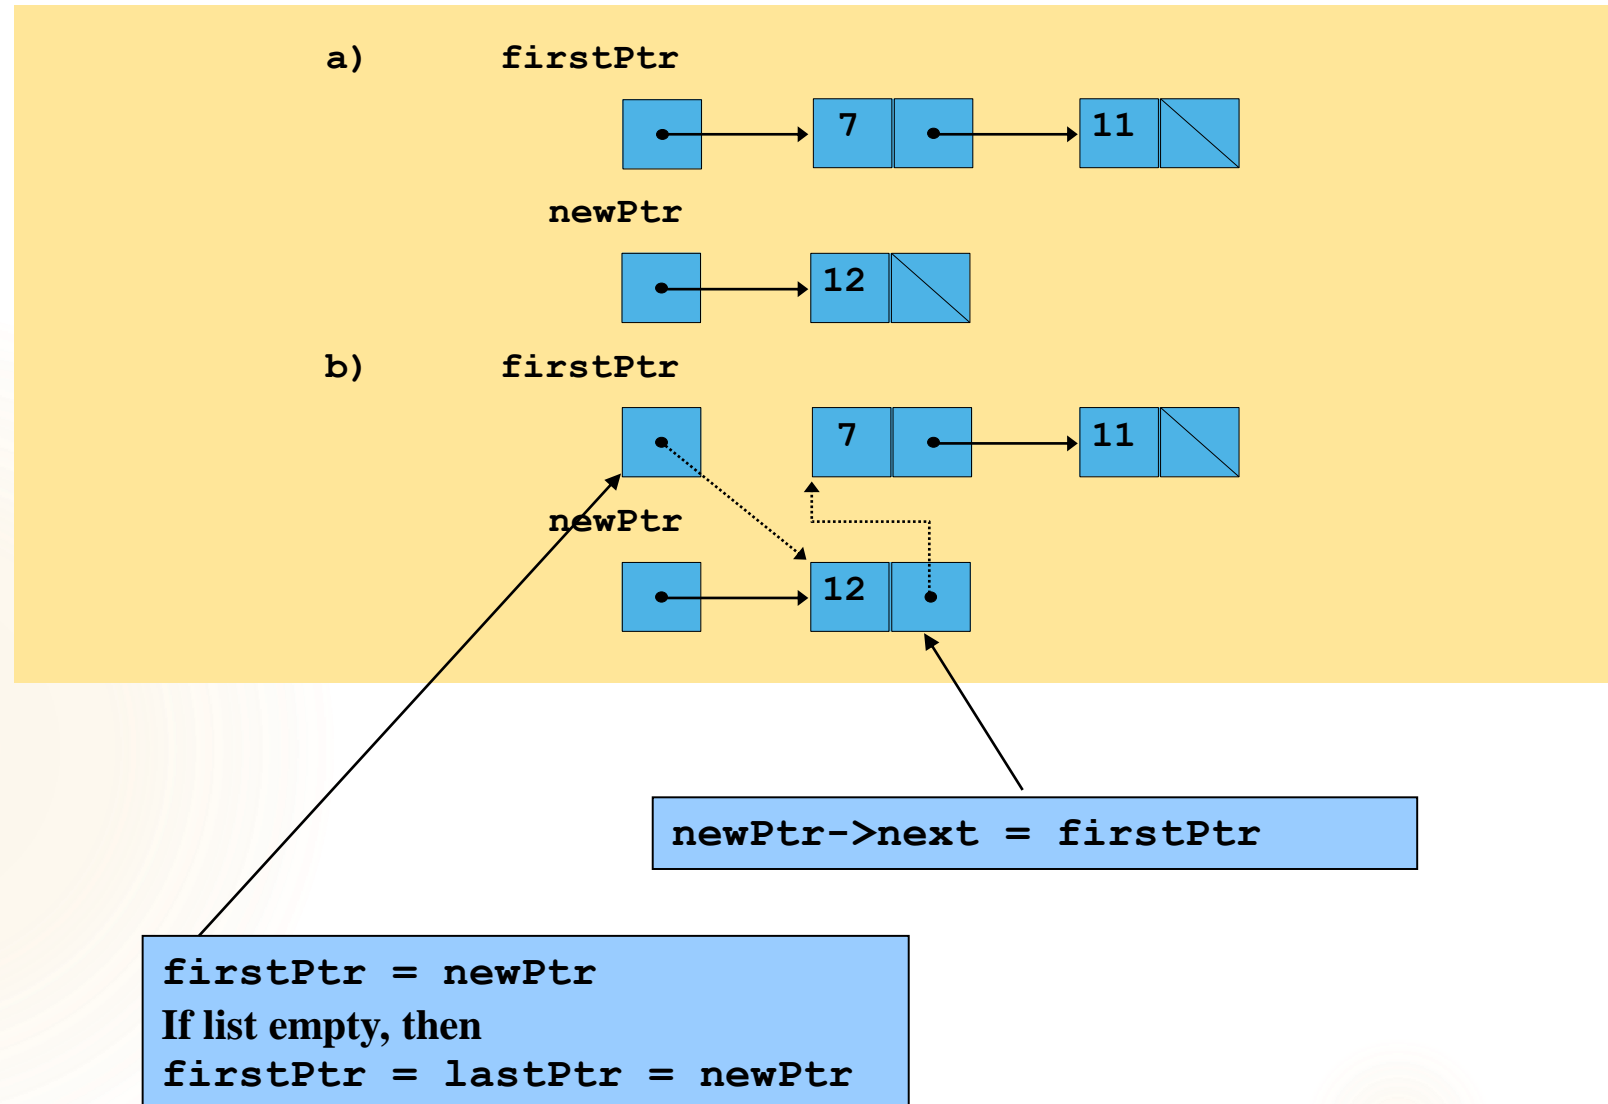 a) firstPtr
7 11
newPtr
12
b) firstPtr
7 11
newPtr
12
newPtr->next = firstPtr
firstPtr = newPtr
If list empty, then
firstPtr = lastPtr = newPtr